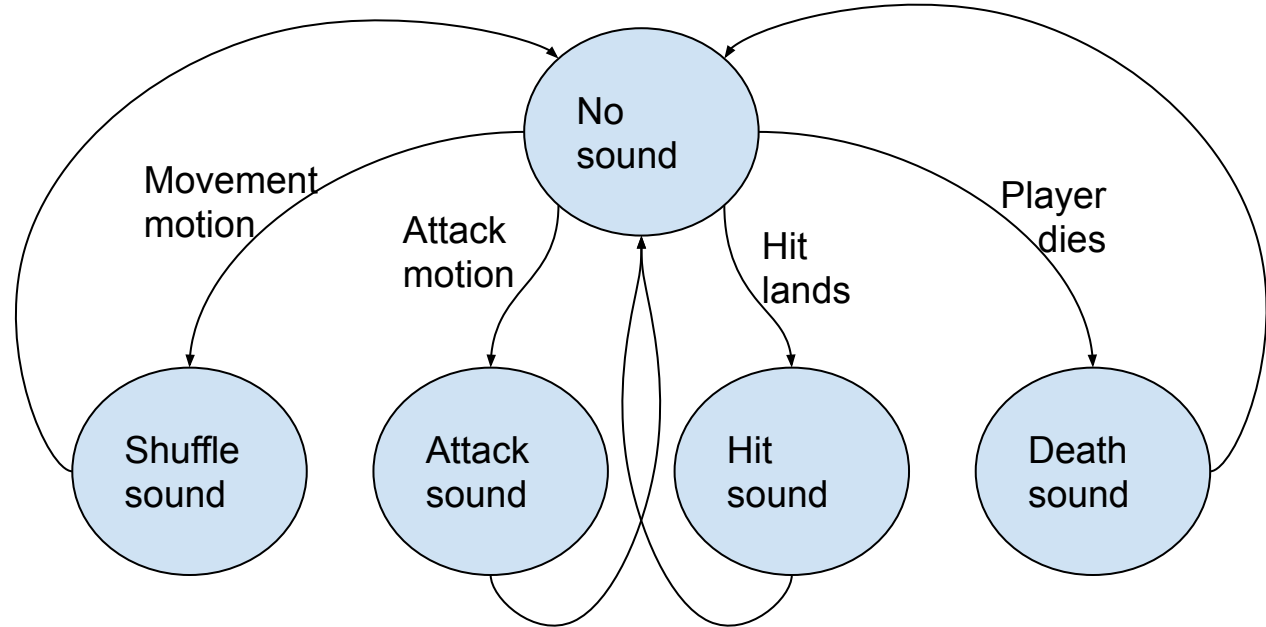 No
sound
Movement
motion
Attack
motion
Hit
lands
Player
dies
Shuffle
sound
Attack
sound
Hit
sound
Death
sound